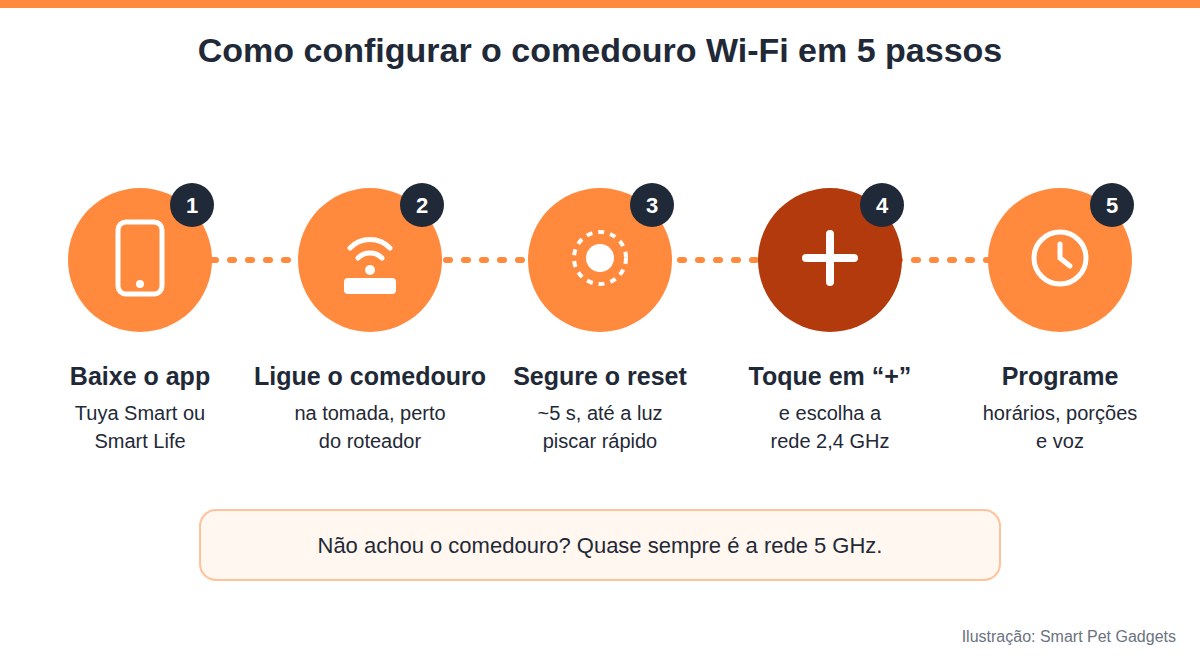 Como configurar o comedouro Wi-Fi em 5 passos
1
2
3
4
5
Baixe o app
Tuya Smart ou
Smart Life
Ligue o comedouro
na tomada, perto
do roteador
Segure o reset
~5 s, até a luz
piscar rápido
Toque em “+”
e escolha a
rede 2,4 GHz
Programe
horários, porções
e voz
Não achou o comedouro? Quase sempre é a rede 5 GHz.
Ilustração: Smart Pet Gadgets